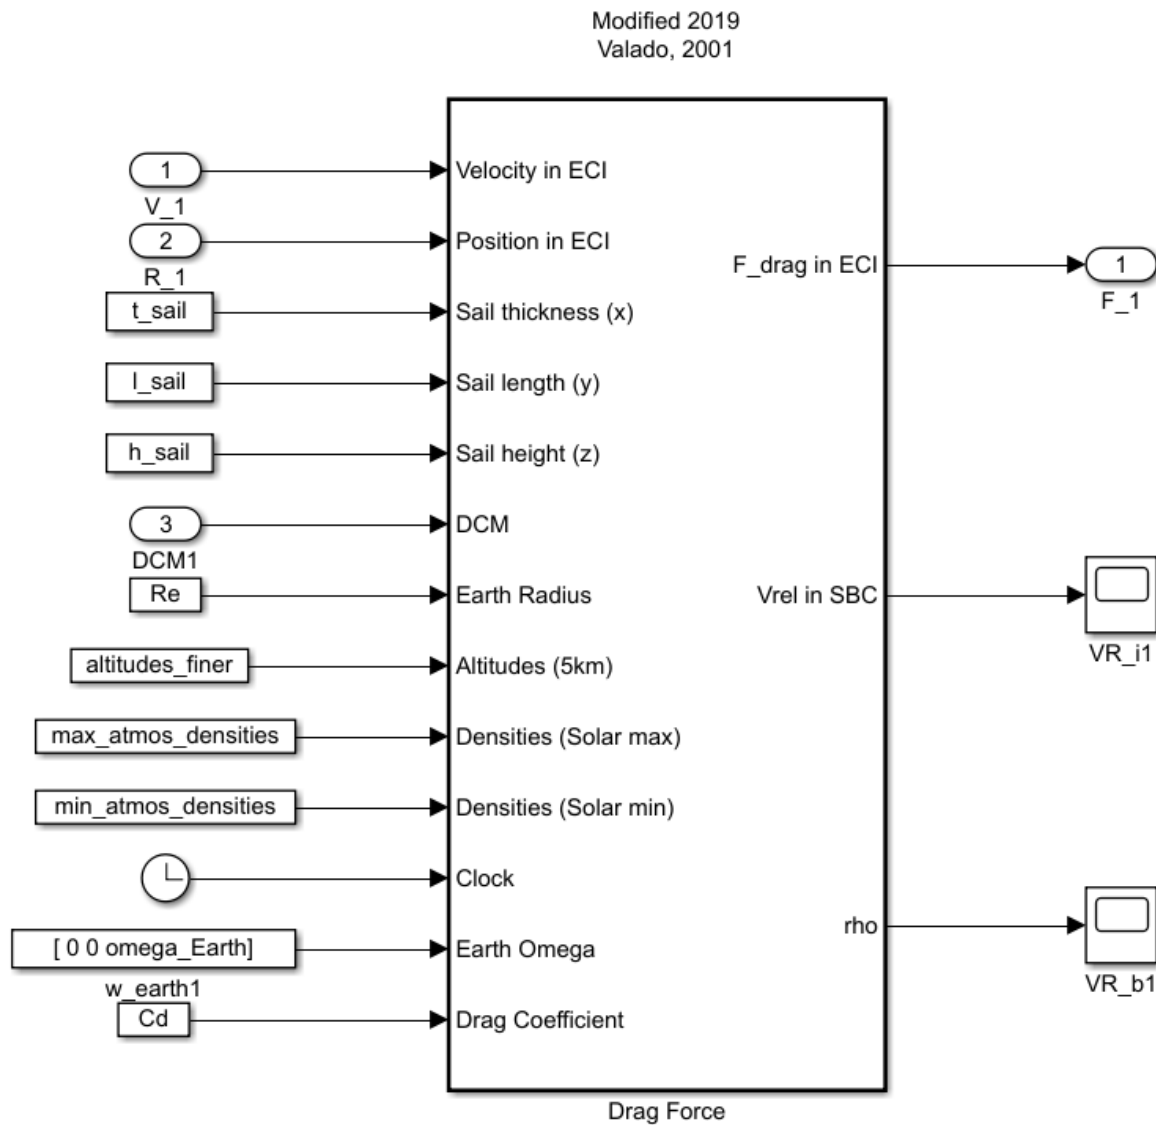 Modified 2019
Valado, 2001
1
Velocity in ECI
V_1
2
Position in ECI
R_1
F_drag in ECI
1
F_1
t_sail
Sail thickness (x)
l_sail
Sail length (y)
h_sail
Sail height (z)
3
DCM
DCM1
Re
Earth Radius
Vrel in SBC
VR_i1
altitudes_finer
Altitudes (5km)
max_atmos_densities
Densities (Solar max)
min_atmos_densities
Densities (Solar min)
Clock
rho
VR_b1
[ 0 0 omega_Earth]
Earth Omega
w_earth1
Cd
Drag Coefficient
Drag Force